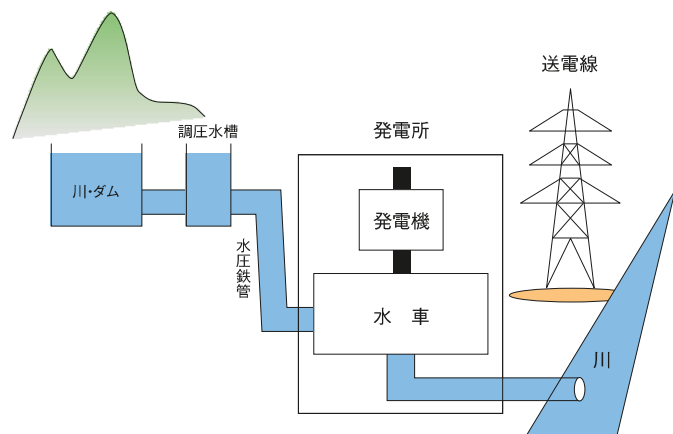 送電線
発電所
調圧水槽
川・ダム
発電機
水圧鉄管
水 車
川